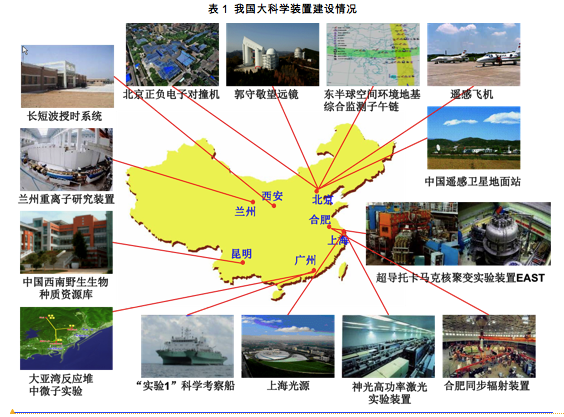 表 1 我国大科学装置建设情况
长短波授时系统
北京正负电子对撞机
郭守敬望远镜
东半球空间环境地基
综合监测子午链
遥感飞机
兰州重离子研究装置
中国遥感卫星地面站
西安
兰州
北京
合肥
上海
昆明
广州
中国西南野生生物
种质资源库
超导托卡马克核聚变实验装置EAST
大亚湾反应堆
中微子实验
“实验1”科学考察船
上海光源
神光高功率激光
实验装置
合肥同步辐射装置